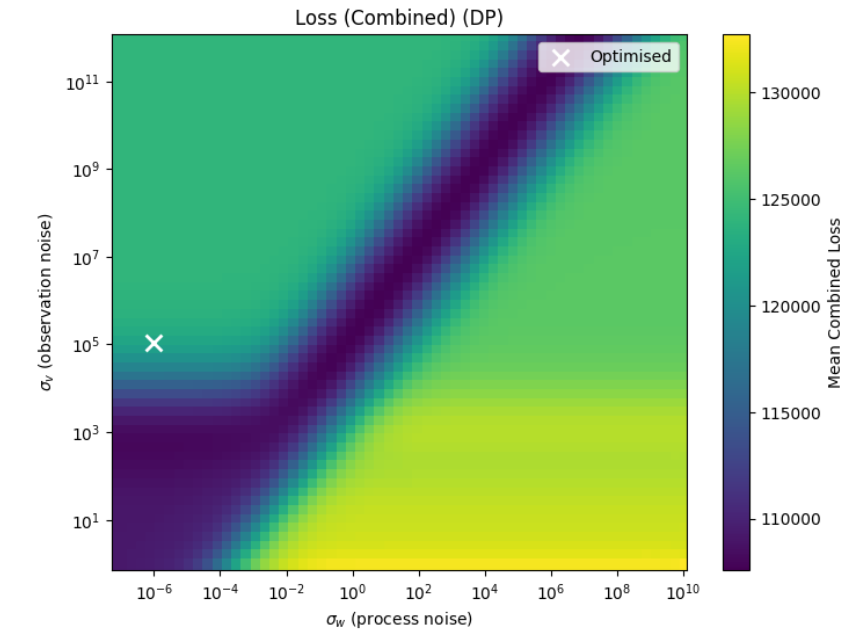 Loss (Combined) (DP)
Optimised
10¹¹
10⁹
10⁷
10⁵
10³
10¹
σᵥ (observation noise)
10⁻⁶ 10⁻⁴ 10⁻² 10⁰ 10² 10⁴ 10⁶ 10⁸ 10¹⁰
σ_w (process noise)
130000
125000
120000
115000
110000
Mean Combined Loss